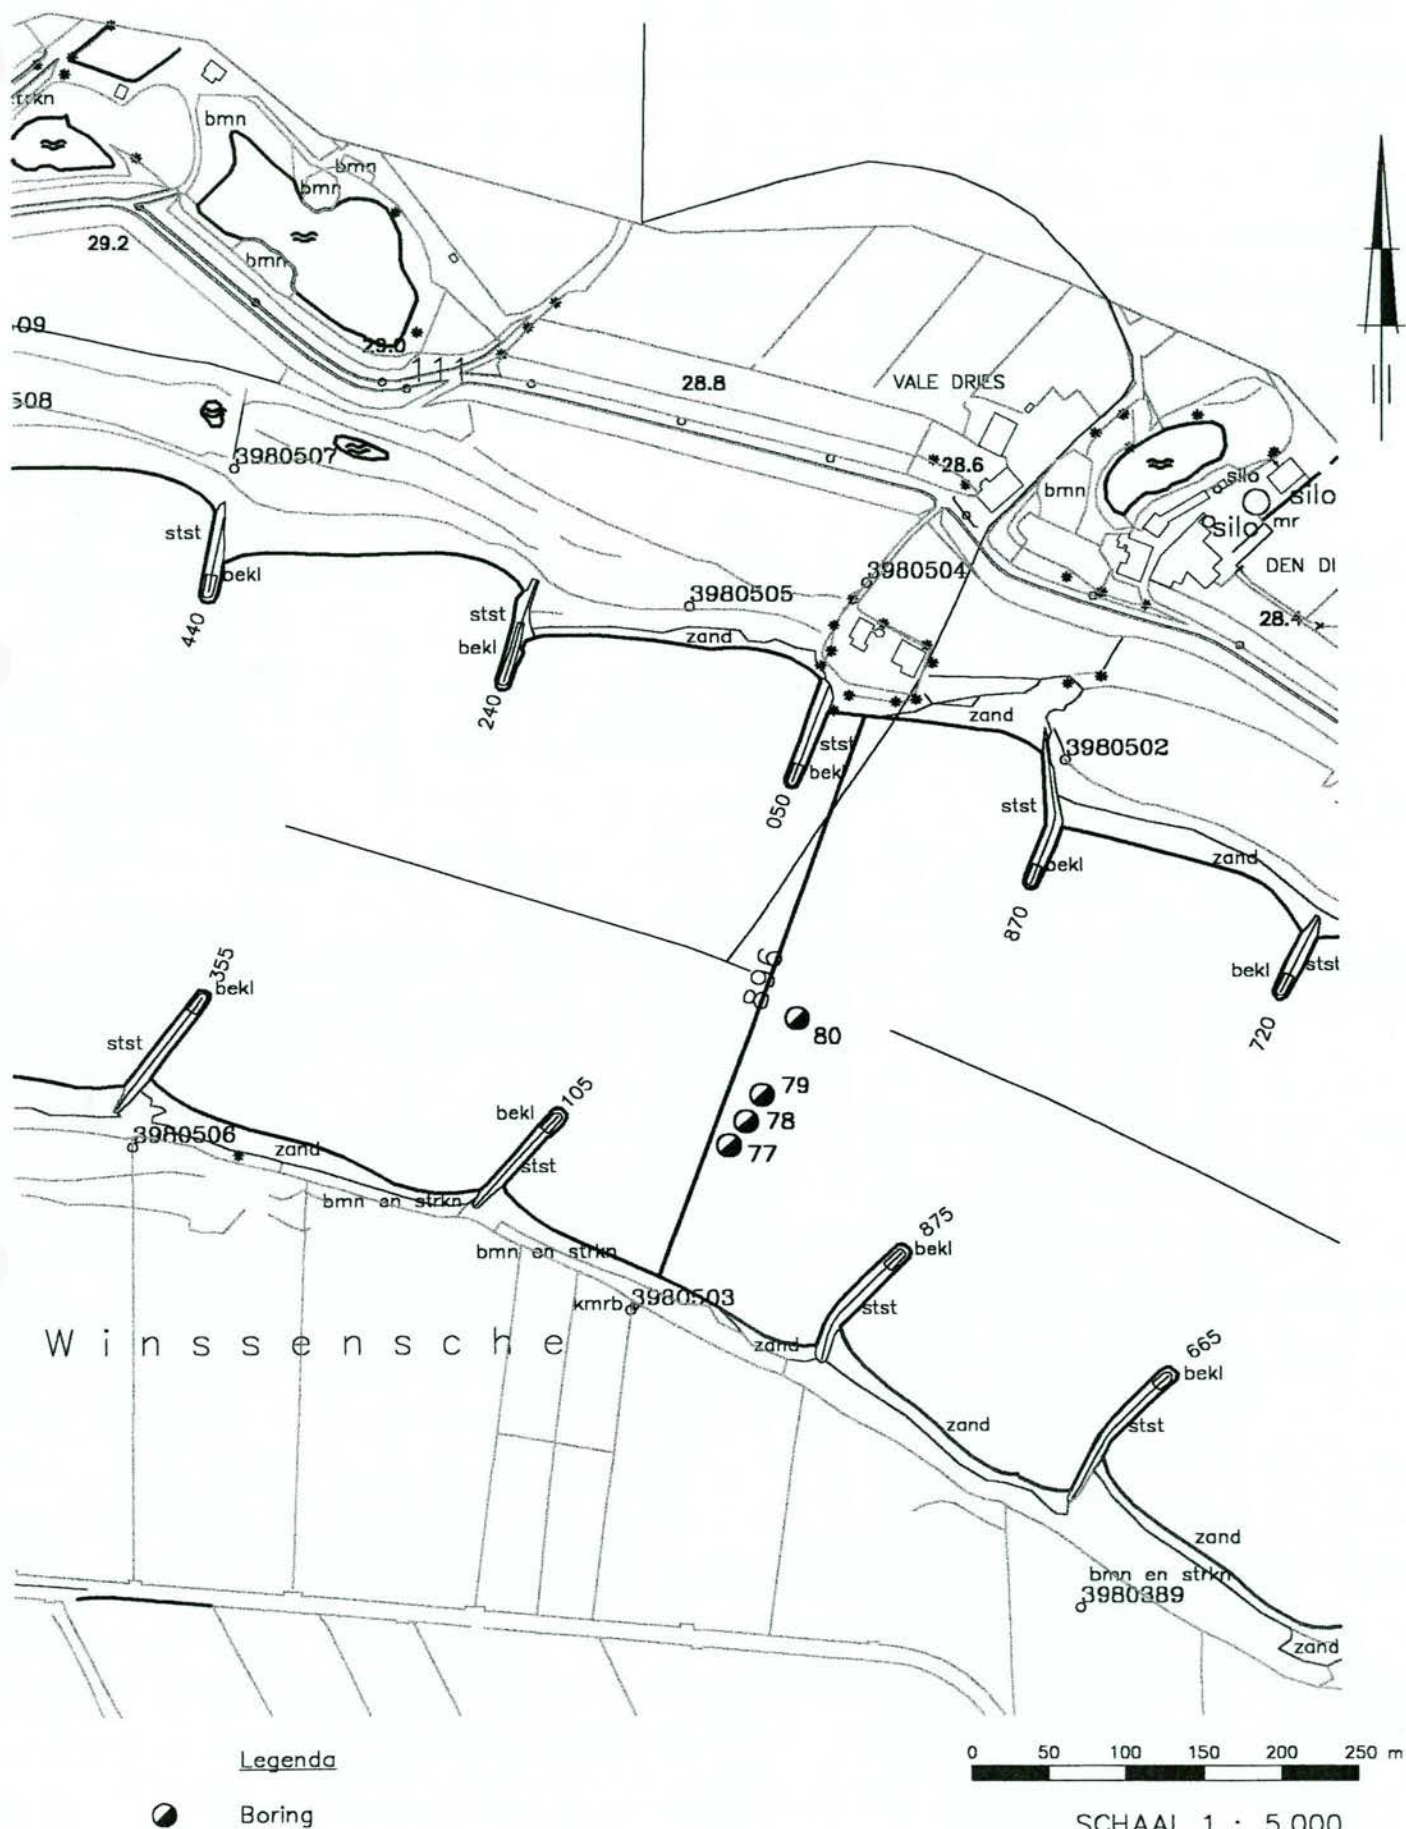 bmn
bmn
bmn
29.2
bmn
29.0
111
28.8
VALE DRIES
3980507
28.6
bmn
silo
silo
silo
mr
stst
bekl
440
3980504
DEN DI
3980505
stst
zand
bekl
240
28.4
zand
3980502
stst
bekl
050
stst
bekl
870
zand
bekl
stst
720
355
bekl
stst
896
80
79
78
77
bekl
105
stst
3980506
zand
bmn en strkn
bmn en strkn
875
bekl
stst
kmrb
3980503
zand
Winssensche
665
bekl
stst
zand
zand
bmn en strkn
3980389
zand
Legenda
Boring
0 50 100 150 200 250 m
SCHAAL 1 : 5.000